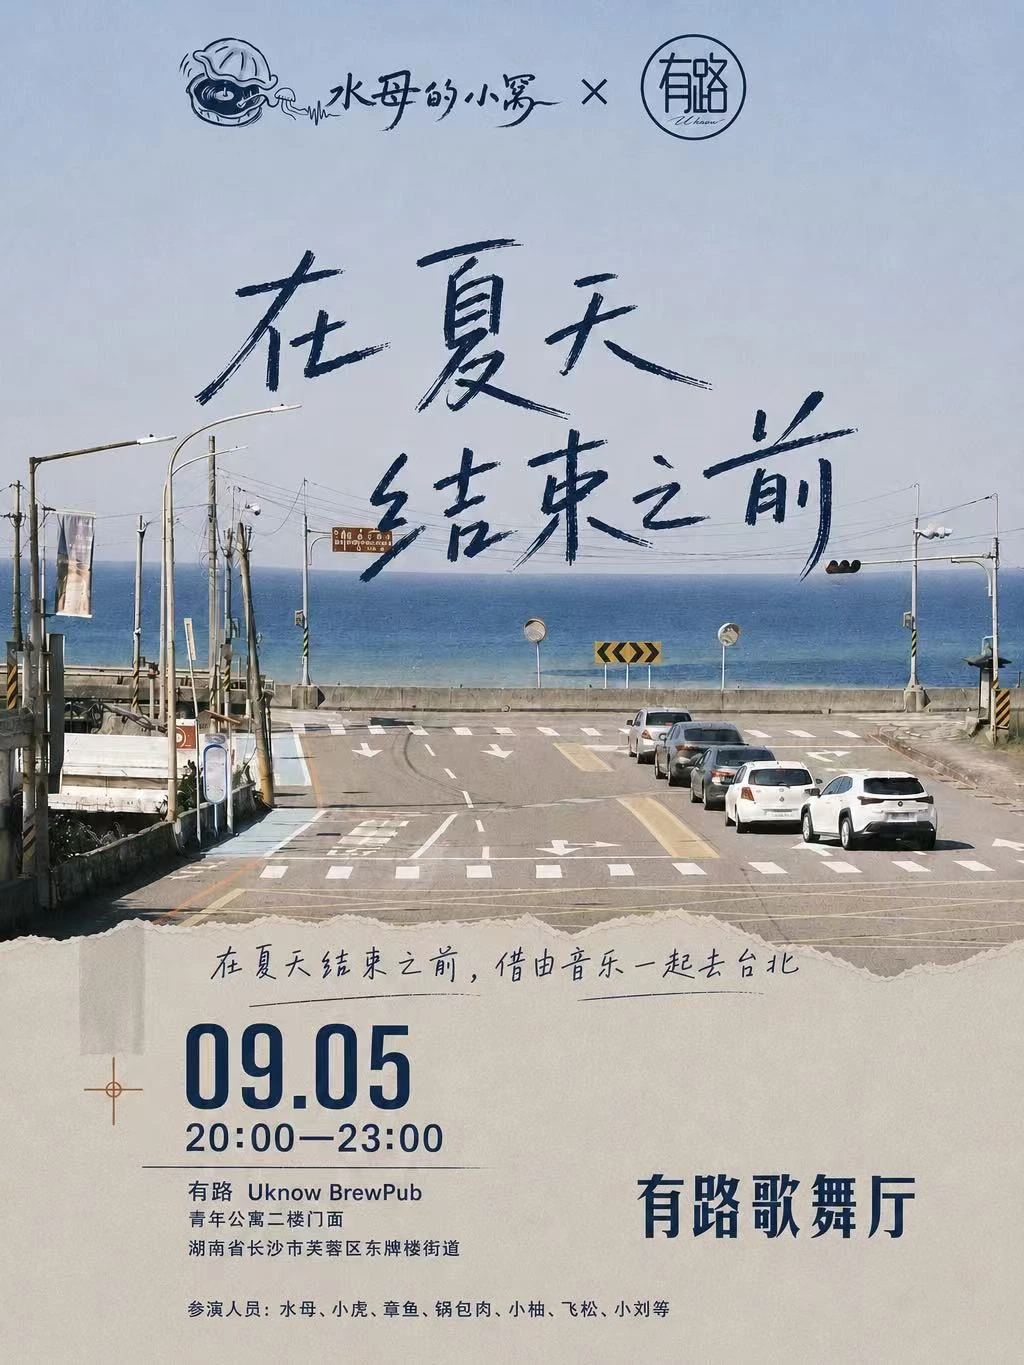 水母的小窝 × 有路
Uknow
在夏天
结束之前
在夏天结束之前，借由音乐一起去台北
09.05
20:00—23:00
有路 Uknow BrewPub
青年公寓二楼门面
湖南省长沙市芙蓉区东牌楼街道
有路歌舞厅
参演人员：水母、小虎、章鱼、锅包肉、小柚、飞松、小刘等